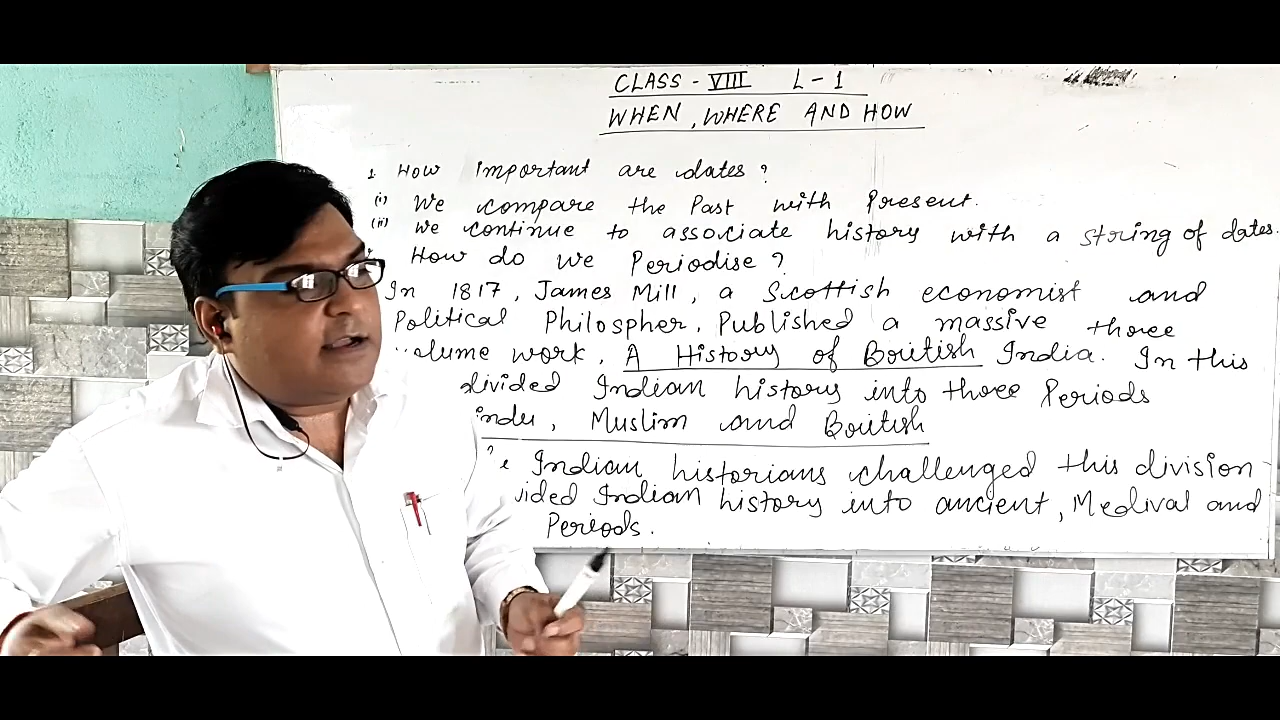 CLASS - VIII L - 1
WHEN, WHERE AND HOW
1 How important are dates?
(i) We compare the Past with Present.
(ii) We continue to associate history with a string of dates.
How do we Periodise?
In 1817, James Mill, a Scottish economist and
Political Philospher, Published a massive three
volume work, A History of British India. In this
divided Indian history into three Periods
indu, Muslim and British
Indian historians challenged this division
vided Indian history into ancient, Medival and
Periods.